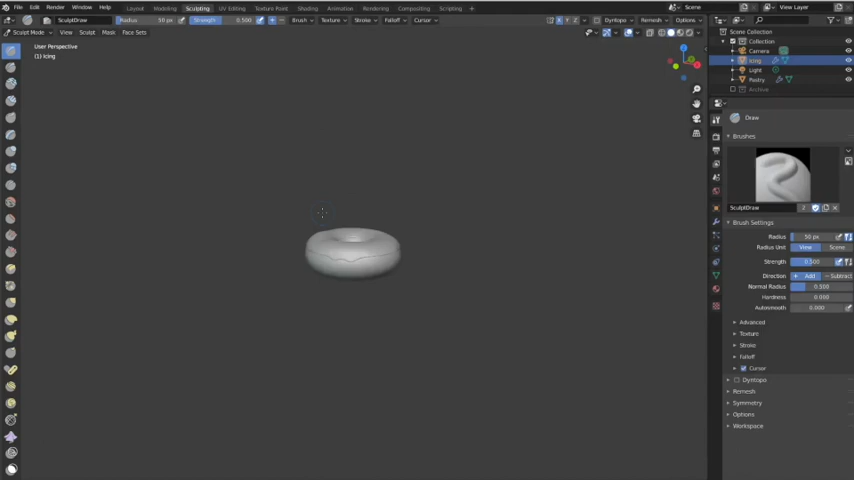 File Edit Render Window Help Layout Modeling Sculpting UV Editing Texture Paint Shading Animation Rendering Compositing Scripting Scene View Layer
SculptDraw Radius 50 px Strength 0.500 Brush Texture Stroke Falloff Cursor X Y Z Dyntopo Remesh Options
Sculpt Mode View Sculpt Mask Face Sets
User Perspective
(1) Icing
Scene Collection
Collection
Camera
Icing
Light
Pastry
Archive
Draw
Brushes
SculptDraw 2
Brush Settings
Radius 50 px
Radius Unit View Scene
Strength 0.500
Direction + Add − Subtract
Normal Radius 0.500
Hardness 0.000
Autosmooth 0.000
Advanced
Texture
Stroke
Falloff
Cursor
Dyntopo
Remesh
Symmetry
Options
Workspace